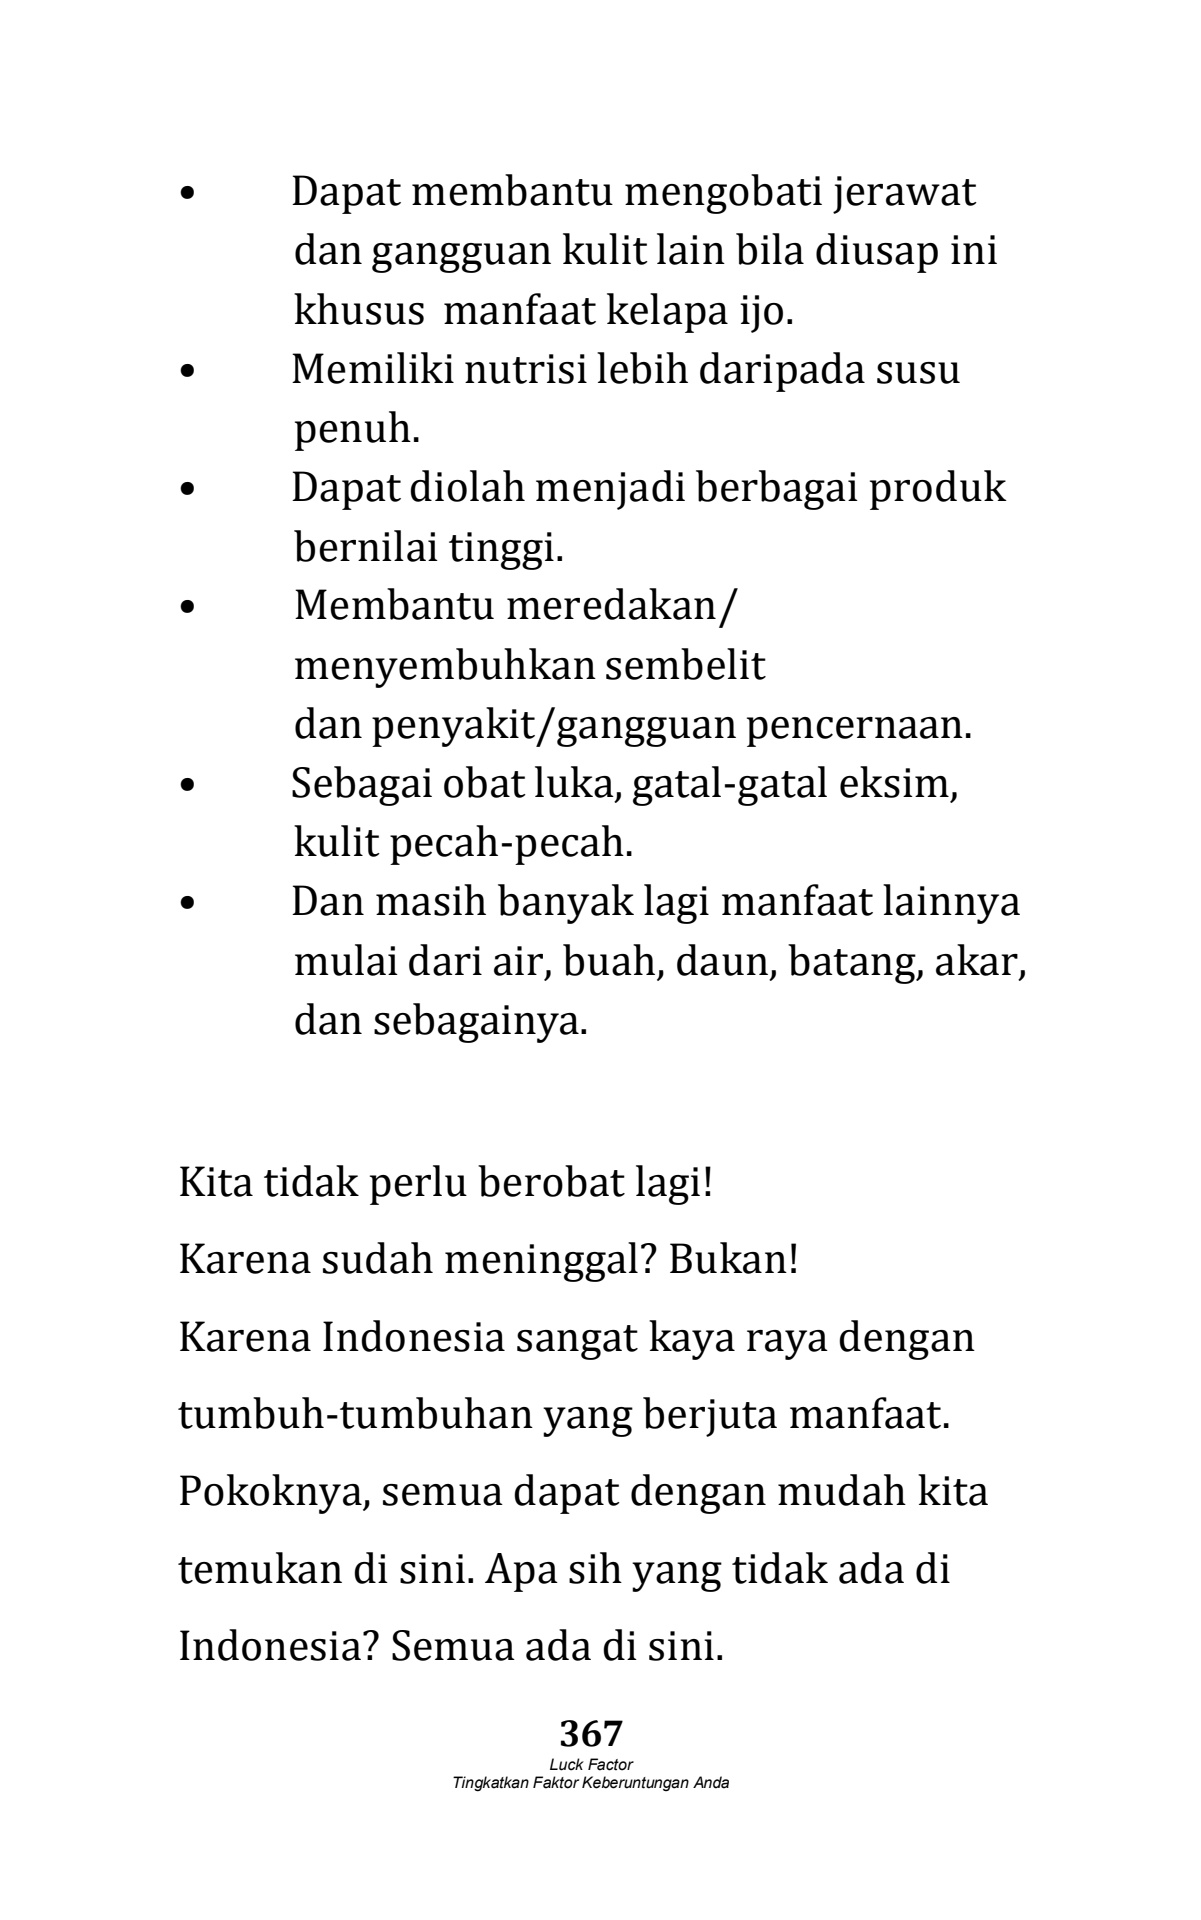 • Dapat membantu mengobati jerawat
dan gangguan kulit lain bila diusap ini
khusus  manfaat kelapa ijo.
• Memiliki nutrisi lebih daripada susu
penuh.
• Dapat diolah menjadi berbagai produk
bernilai tinggi.
• Membantu meredakan/
menyembuhkan sembelit
dan penyakit/gangguan pencernaan.
• Sebagai obat luka, gatal-gatal eksim,
kulit pecah-pecah.
• Dan masih banyak lagi manfaat lainnya
mulai dari air, buah, daun, batang, akar,
dan sebagainya.
Kita tidak perlu berobat lagi!
Karena sudah meninggal? Bukan!
Karena Indonesia sangat kaya raya dengan
tumbuh-tumbuhan yang berjuta manfaat.
Pokoknya, semua dapat dengan mudah kita
temukan di sini. Apa sih yang tidak ada di
Indonesia? Semua ada di sini.
367
Luck Factor
Tingkatkan Faktor Keberuntungan Anda